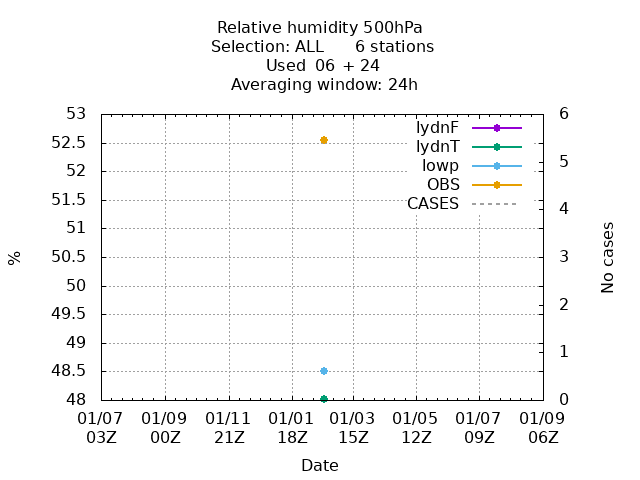 Relative humidity 500hPa
Selection: ALL 6 stations
Used 06 + 24
Averaging window: 24h
53 6
lydnF
lydnT
lowp
OBS
CASES
52.5
52
51.5
51
50.5
50
49.5
49
48.5
48
5
4
3
2
1
0
%
No cases
01/07 01/09 01/11 01/01 01/03 01/05 01/07 01/09
03Z 00Z 21Z 18Z 15Z 12Z 09Z 06Z
Date